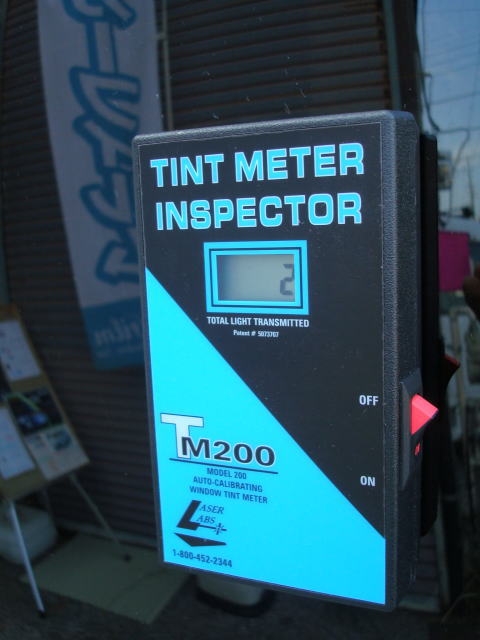 TINT METER
INSPECTOR
2
TOTAL LIGHT TRANSMITTED
Patent # 5073767
OFF
ON
TM200
MODEL 200
AUTO-CALIBRATING
WINDOW TINT METER
LASER
LABS
1-800-452-2344